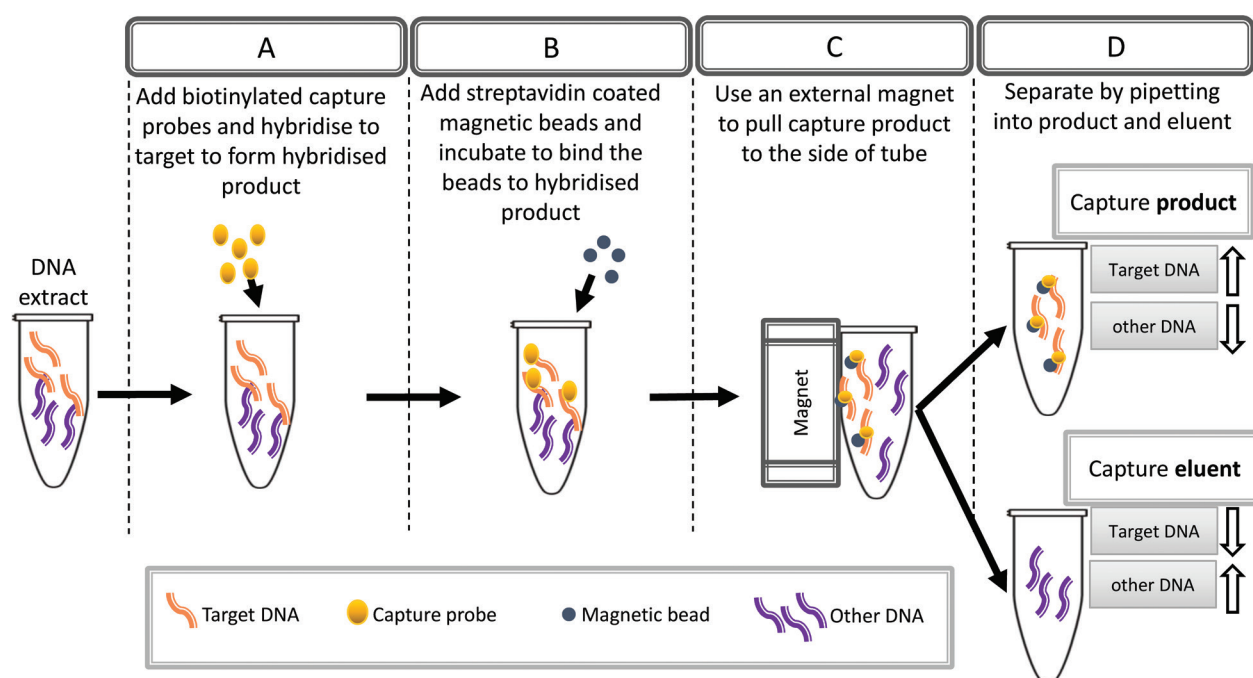 A
B
C
D
Add biotinylated capture
probes and hybridise to
target to form hybridised
product
Add streptavidin coated
magnetic beads and
incubate to bind the
beads to hybridised
product
Use an external magnet
to pull capture product
to the side of tube
Separate by pipetting
into product and eluent
DNA
extract
Magnet
Capture product
Target DNA
other DNA
Capture eluent
Target DNA
other DNA
Target DNA
Capture probe
Magnetic bead
Other DNA